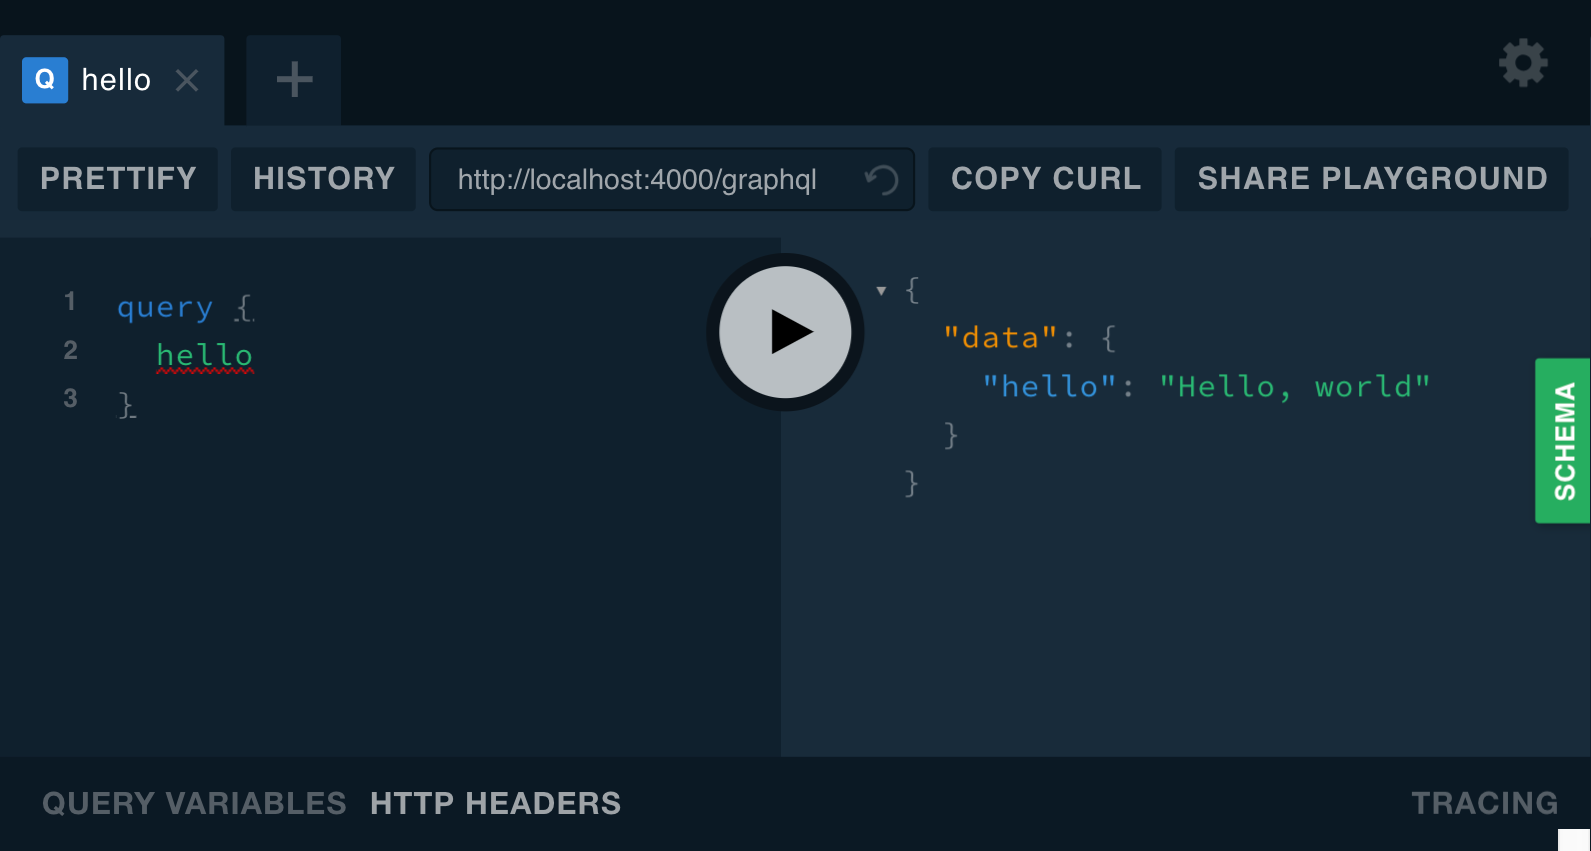 Q hello
PRETTIFY HISTORY http://localhost:4000/graphql COPY CURL SHARE PLAYGROUND
1 query {
2 hello
3 }
{
"data": {
"hello": "Hello, world"
}
}
SCHEMA
QUERY VARIABLES HTTP HEADERS TRACING